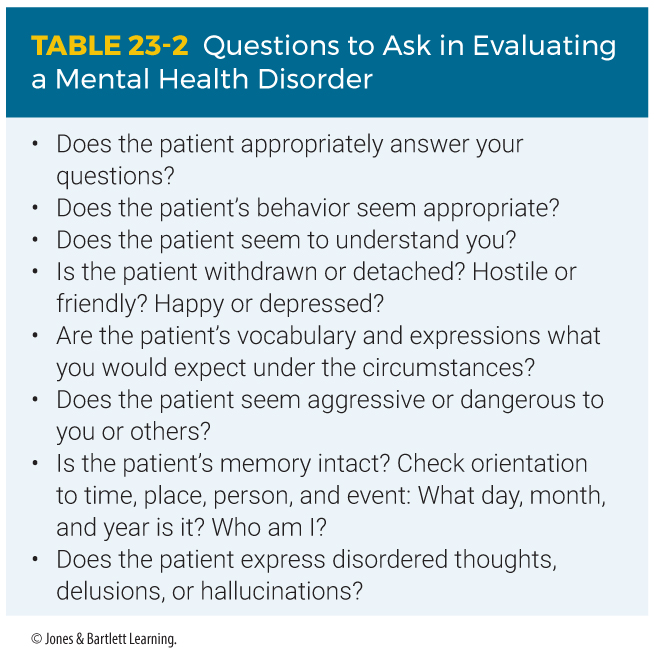 TABLE 23-2 Questions to Ask in Evaluating
a Mental Health Disorder
• Does the patient appropriately answer your
questions?
• Does the patient’s behavior seem appropriate?
• Does the patient seem to understand you?
• Is the patient withdrawn or detached? Hostile or
friendly? Happy or depressed?
• Are the patient’s vocabulary and expressions what
you would expect under the circumstances?
• Does the patient seem aggressive or dangerous to
you or others?
• Is the patient’s memory intact? Check orientation
to time, place, person, and event: What day, month,
and year is it? Who am I?
• Does the patient express disordered thoughts,
delusions, or hallucinations?
© Jones & Bartlett Learning.